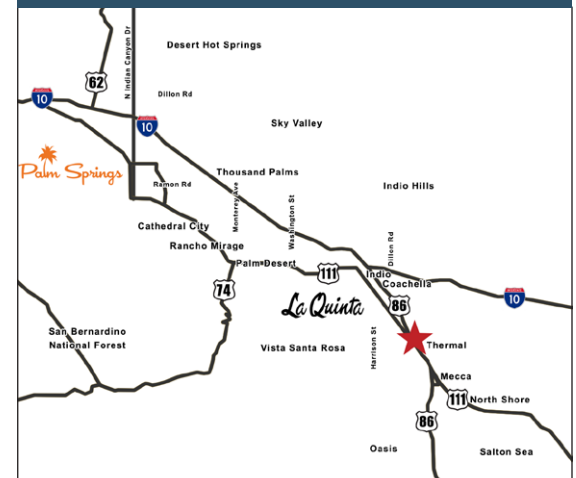 N Indian Canyon Dr
Desert Hot Springs
62
10
Dillon Rd
10
Sky Valley
Palm Springs
Thousand Palms
Ramon Rd
Indio Hills
Monterey Ave
Washington St
Cathedral City
Rancho Mirage
Dillon Rd
Palm Desert
111
Indio
Coachella
74
86
10
La Quinta
San Bernardino
National Forest
Vista Santa Rosa
Harrison St
Thermal
Mecca
111
North Shore
86
Oasis
Salton Sea